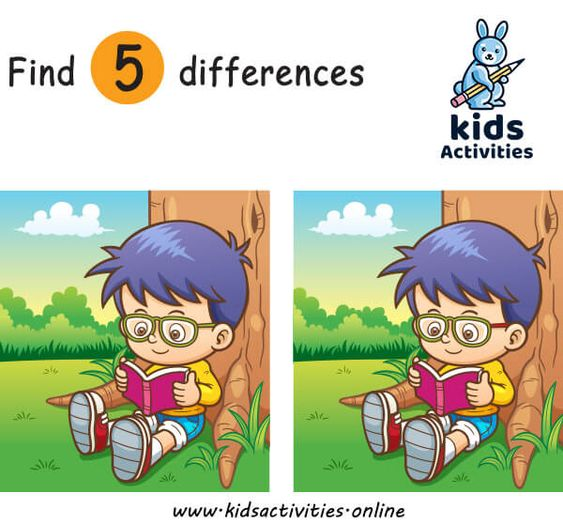 Find 5 differences
kids
Activities
www.kidsactivities.online